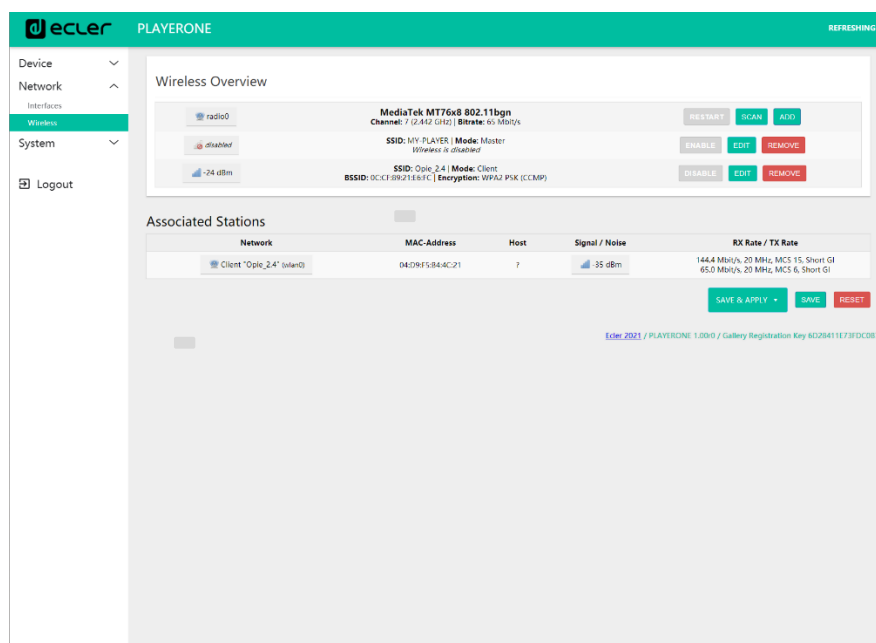 ecler PLAYERONE REFRESHING
Device
Network
Interfaces
Wireless
System
Logout
Wireless Overview
radio0
MediaTek MT76x8 802.11bgn
Channel: 7 (2.442 GHz) | Bitrate: 65 Mbit/s
RESTART SCAN ADD
disabled
SSID: MY-PLAYER | Mode: Master
Wireless is disabled
ENABLE EDIT REMOVE
-24 dBm
SSID: Opie_2.4 | Mode: Client
BSSID: 0C:CF:89:21:E6:FC | Encryption: WPA2 PSK (CCMP)
DISABLE EDIT REMOVE
Associated Stations
Network MAC-Address Host Signal / Noise RX Rate / TX Rate
Client "Opie_2.4" (wlan0) 04:D9:F5:B4:4C:21 ? -35 dBm
144.4 Mbit/s, 20 MHz, MCS 15, Short GI
65.0 Mbit/s, 20 MHz, MCS 6, Short GI
SAVE & APPLY SAVE RESET
Ecler 2021 / PLAYERONE 1.00r0 / Gallery Registration Key 6D28411E73FDC08